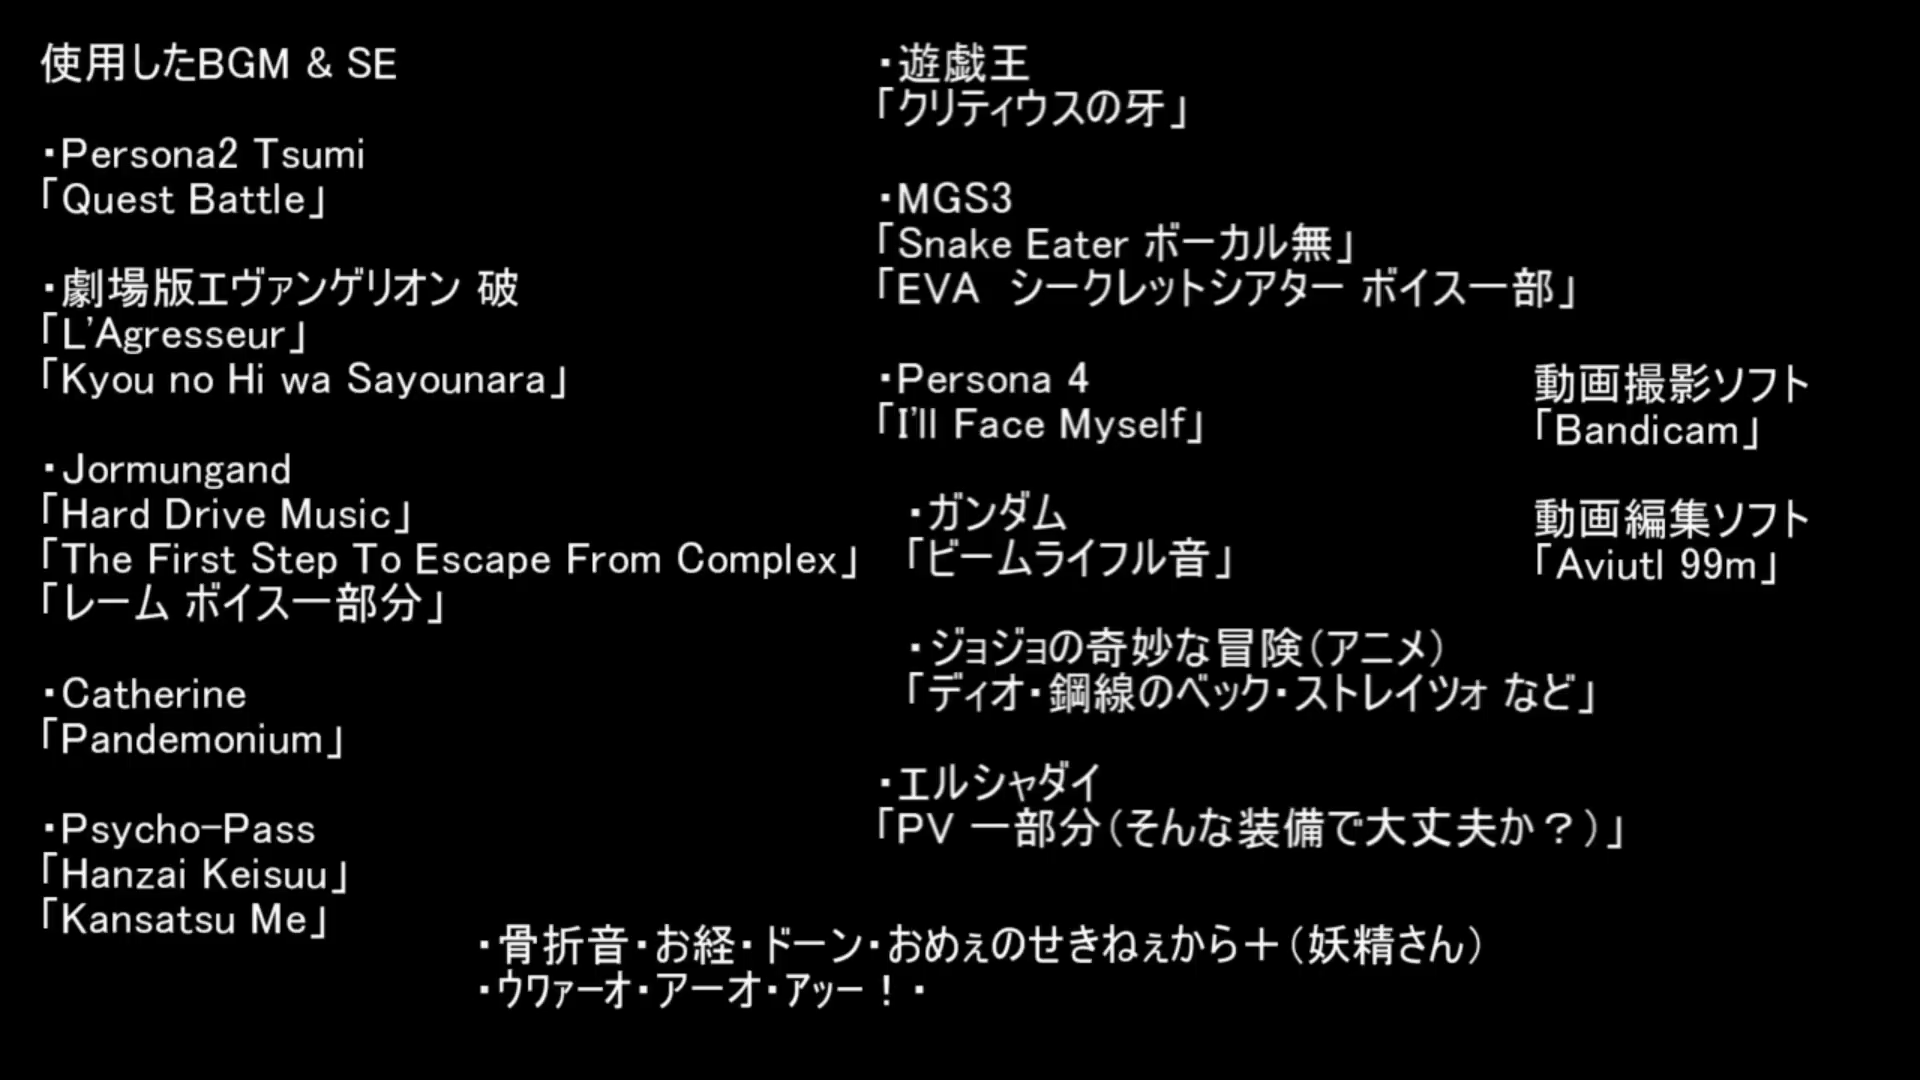 使用したBGM & SE
・Persona2 Tsumi
「Quest Battle」
・劇場版エヴァンゲリオン 破
「L'Agresseur」
「Kyou no Hi wa Sayounara」
・Jormungand
「Hard Drive Music」
「The First Step To Escape From Complex」
「レーム ボイス一部分」
・Catherine
「Pandemonium」
・Psycho-Pass
「Hanzai Keisuu」
「Kansatsu Me」
・遊戯王
「クリティウスの牙」
・MGS3
「Snake Eater ボーカル無」
「EVA　シークレットシアター ボイス一部」
・Persona 4
「I'll Face Myself」
・ガンダム
「ビームライフル音」
・ジョジョの奇妙な冒険（アニメ）
「ディオ・鋼線のベック・ストレイツォ など」
・エルシャダイ
「PV 一部分（そんな装備で大丈夫か？）」
動画撮影ソフト
「Bandicam」
動画編集ソフト
「Aviutl 99m」
・骨折音・お経・ドーン・おめぇのせきねぇから＋（妖精さん）
・ｳﾜｧｰｵ・アーオ・アッー！・